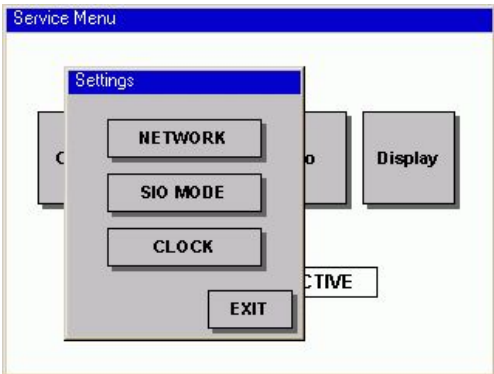 Service Menu
Settings
NETWORK
SIO MODE
CLOCK
EXIT
Display